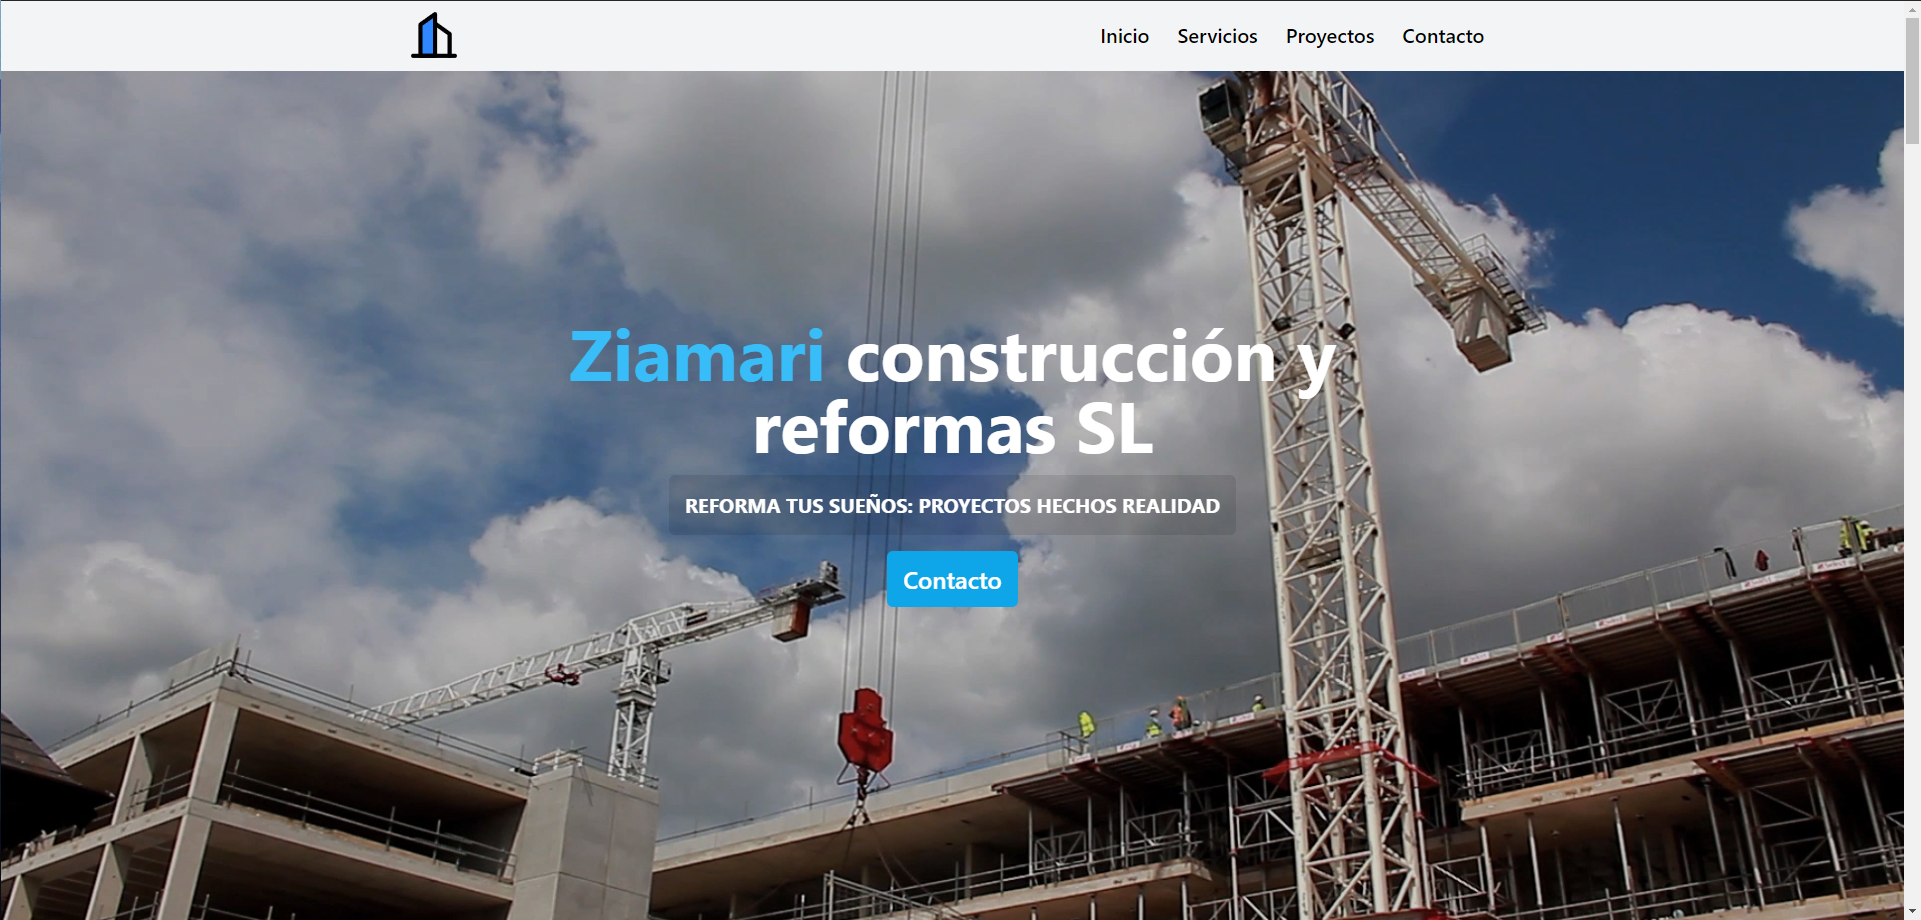 Inicio Servicios Proyectos Contacto
Ziamari construcción y
reformas SL
REFORMA TUS SUEÑOS: PROYECTOS HECHOS REALIDAD
Contacto